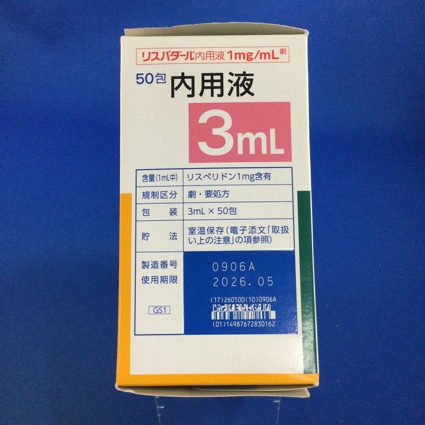 リスパダール内用液1mg/mL 劇
50包 内用液
3mL
含量(1mL中) リスペリドン1mg含有
規制区分 劇・要処方
包装 3mL×50包
貯法 室温保存(電子添文「取扱
い上の注意」の項参照)
製造番号 0906A
使用期限 2026.05
(17)260500(10)0906A
GS1
(01)14987672830162